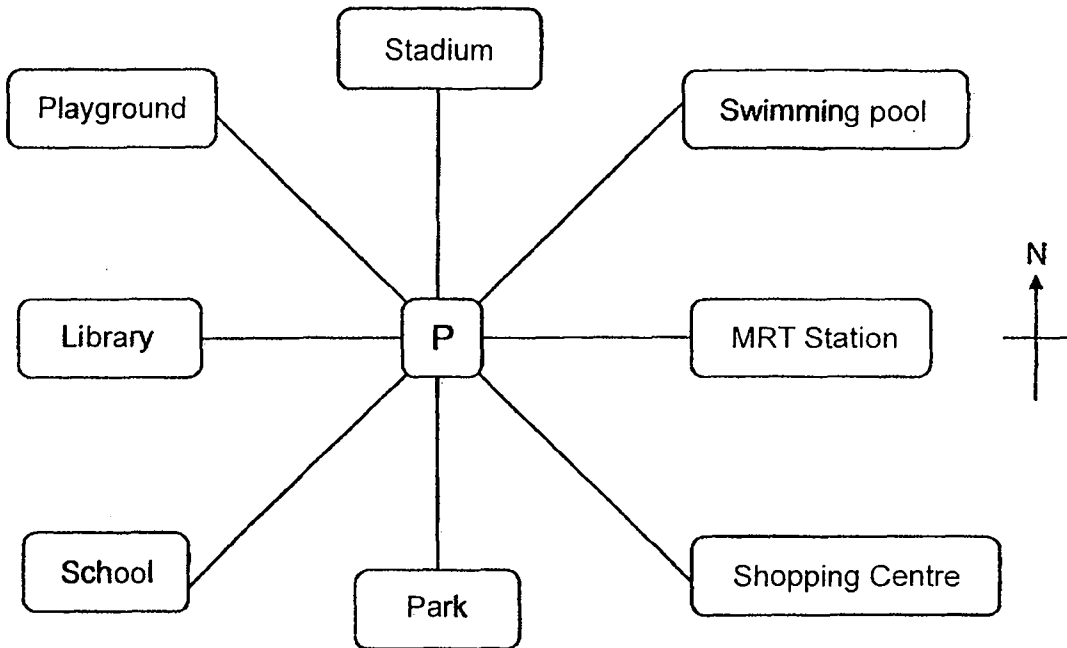 Stadium
Playground
Swimming pool
N
Library
P
MRT Station
School
Park
Shopping Centre